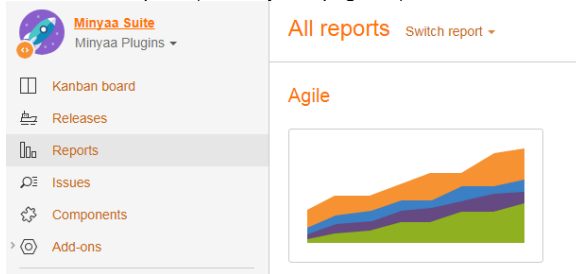 Minyaa Suite
Minyaa Plugins
Kanban board
Releases
Reports
Issues
Components
Add-ons
All reports Switch report
Agile